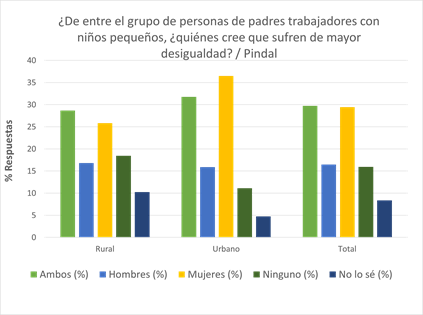 ¿De entre el grupo de personas de padres trabajadores con
niños pequeños, ¿quiénes cree que sufren de mayor
desigualdad? / Pindal
% Respuestas
40
35
30
25
20
15
10
5
0
Rural Urbano Total
Ambos (%) Hombres (%) Mujeres (%) Ninguno (%) No lo sé (%)